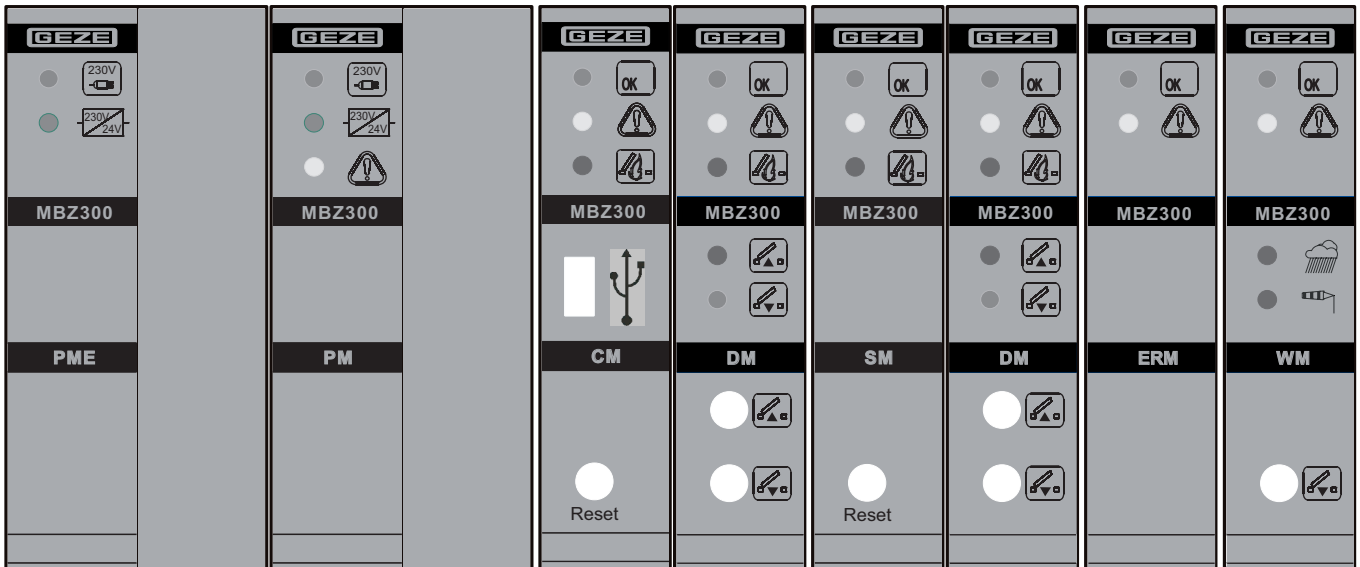 GEZE
230V
230V
24V
MBZ300
PME
GEZE
230V
230V
24V
MBZ300
PM
GEZE
OK
MBZ300
CM
Reset
GEZE
OK
MBZ300
DM
GEZE
OK
MBZ300
SM
Reset
GEZE
OK
MBZ300
DM
GEZE
OK
MBZ300
ERM
GEZE
OK
MBZ300
WM